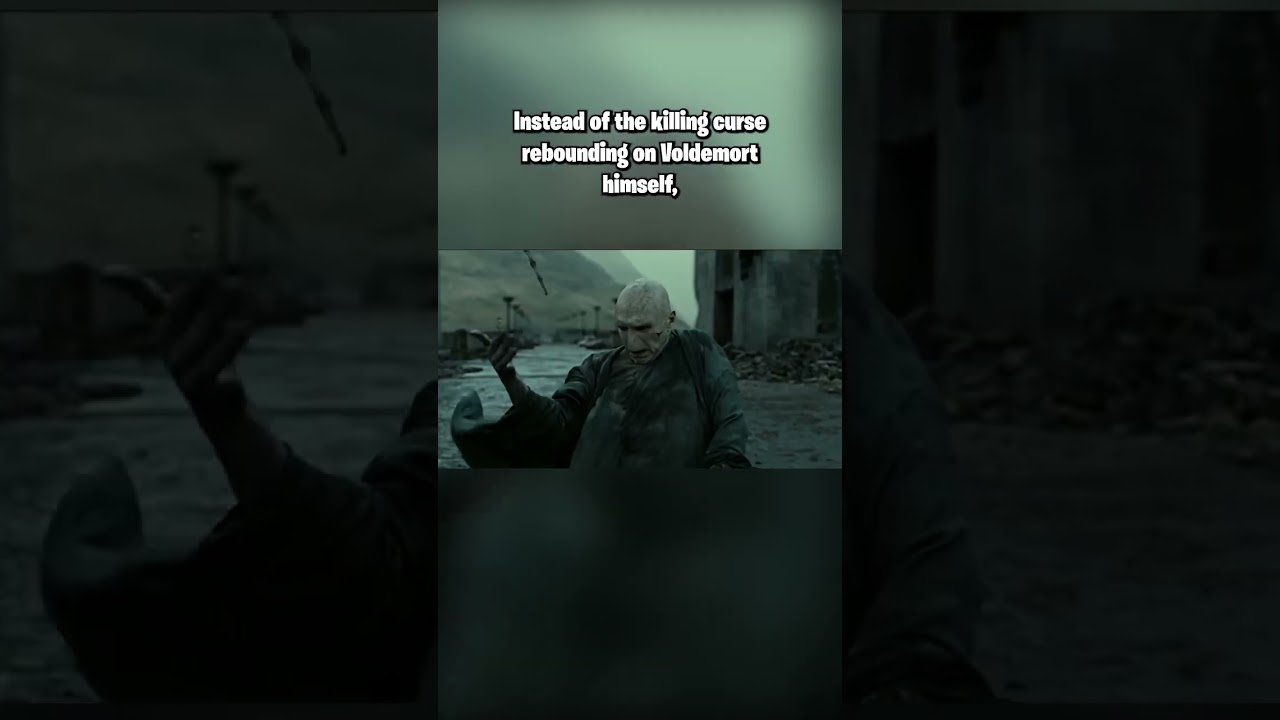 Instead of the killing curse
rebounding on Voldemort
himself,